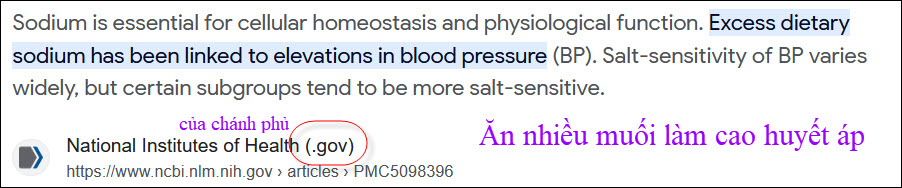 Sodium is essential for cellular homeostasis and physiological function. Excess dietary
sodium has been linked to elevations in blood pressure (BP). Salt-sensitivity of BP varies
widely, but certain subgroups tend to be more salt-sensitive.
của chánh phủ
National Institutes of Health (.gov)
https://www.ncbi.nlm.nih.gov › articles › PMC5098396
Ăn nhiều muối làm cao huyết áp